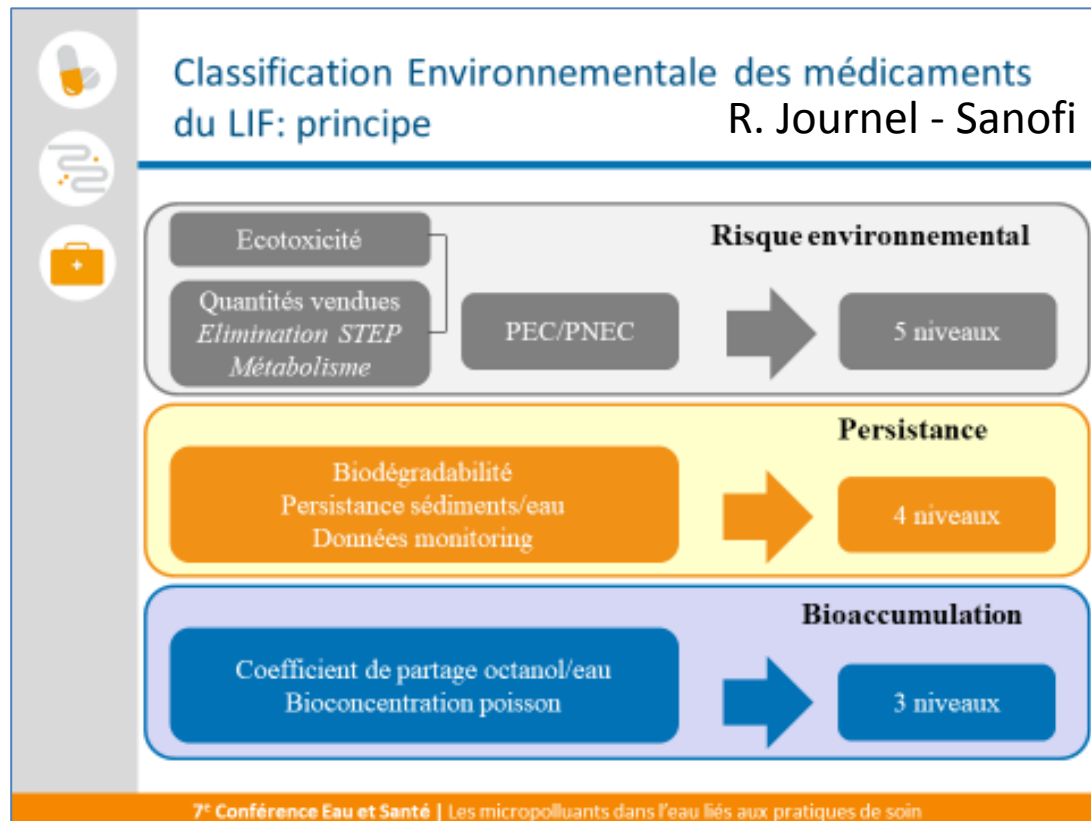 Classification Environnementale des médicaments
du LIF: principe
R. Journel - Sanofi
Risque environnemental
Ecotoxicité
Quantités vendues
Elimination STEP
Métabolisme
PEC/PNEC
5 niveaux
Persistance
Biodégradabilité
Persistance sédiments/eau
Données monitoring
4 niveaux
Bioaccumulation
Coefficient de partage octanol/eau
Bioconcentration poisson
3 niveaux
7e Conférence Eau et Santé | Les micropolluants dans l'eau liés aux pratiques de soin